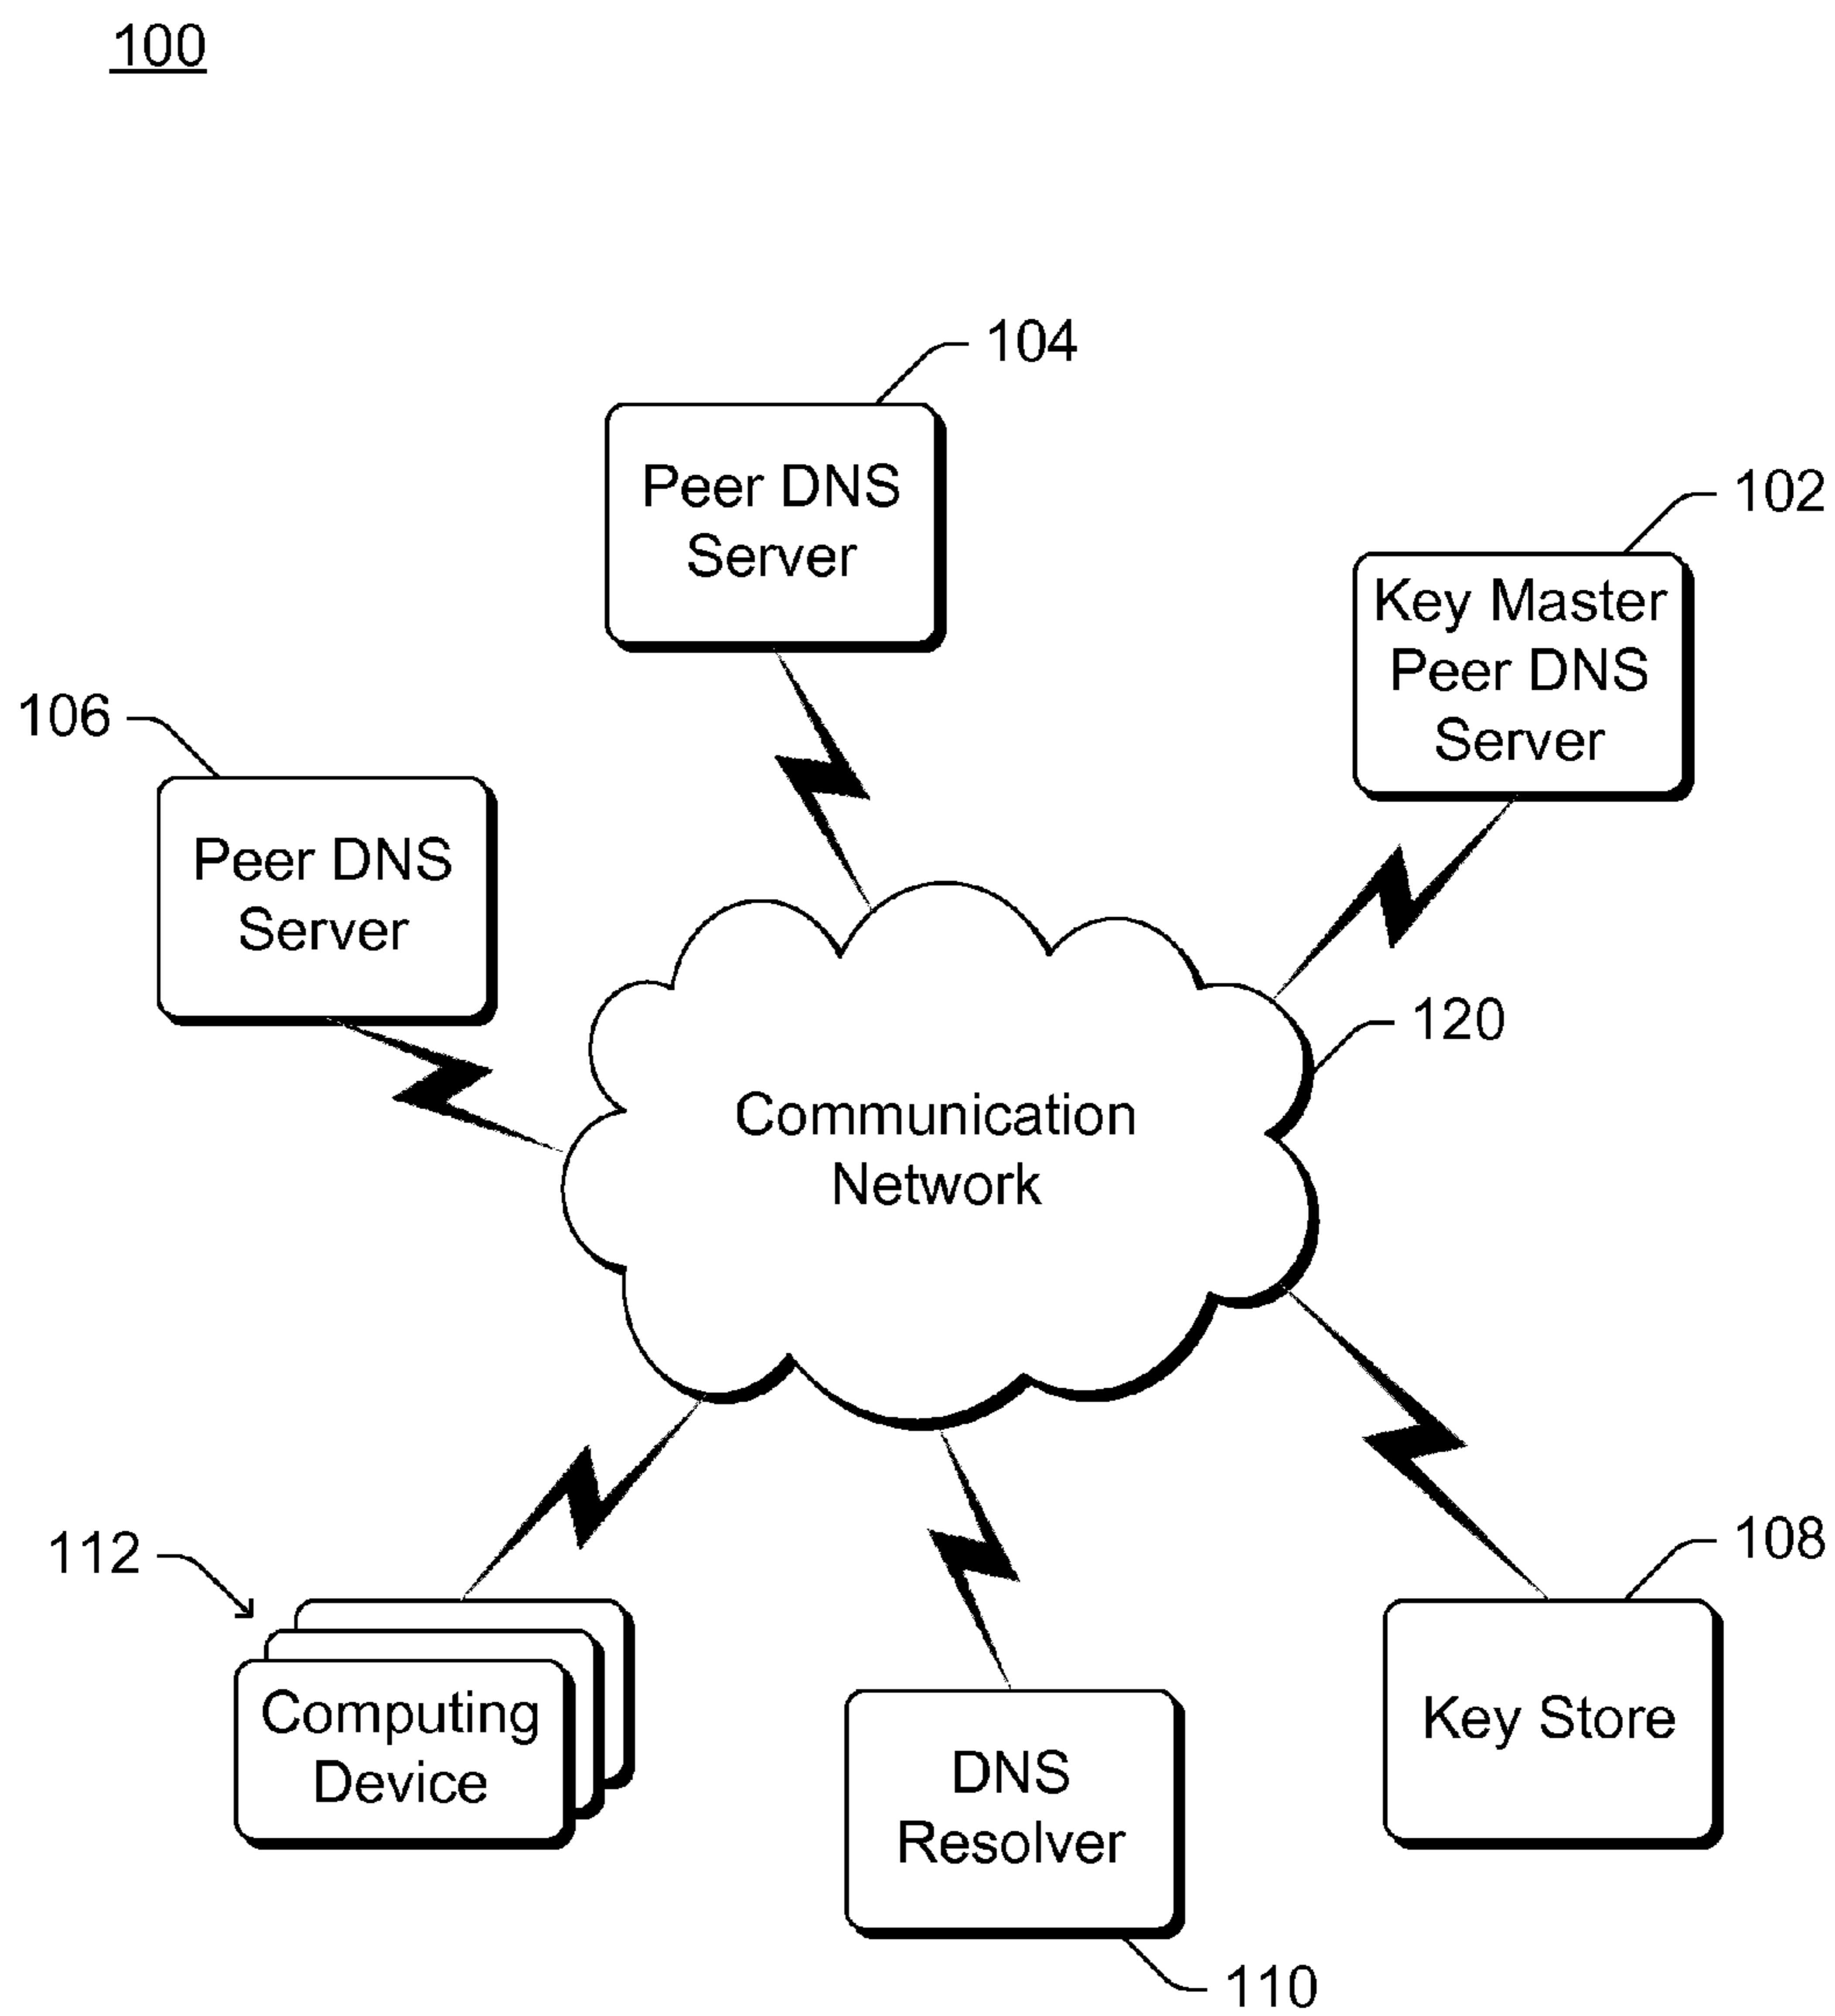 100
104
Peer DNS
Server
102
Key Master
Peer DNS
Server
106
Peer DNS
Server
120
Communication
Network
112
Computing
Device
DNS
Resolver
110
108
Key Store